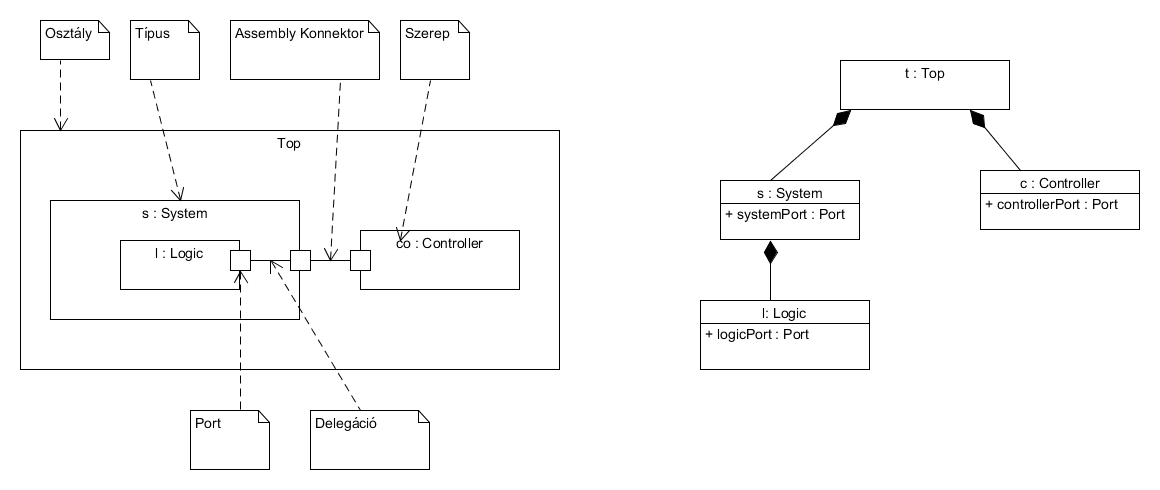 Osztály
Típus
Assembly Konnektor
Szerep
Top
s : System
l : Logic
co : Controller
Port
Delegáció
t : Top
s : System
+ systemPort : Port
c : Controller
+ controllerPort : Port
l: Logic
+ logicPort : Port